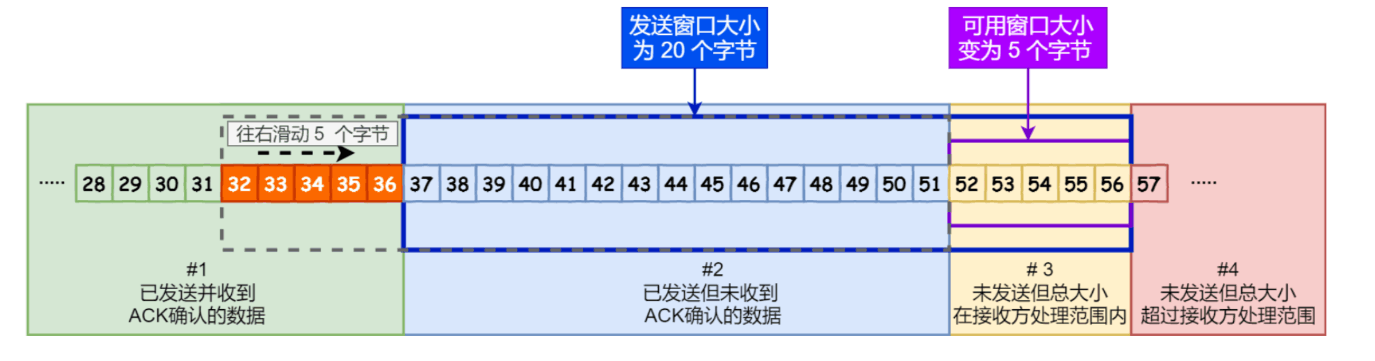 发送窗口大小
为 20 个字节
可用窗口大小
变为 5 个字节
往右滑动 5 个字节
..... 28 29 30 31 32 33 34 35 36 37 38 39 40 41 42 43 44 45 46 47 48 49 50 51 52 53 54 55 56 57 .....
#1
已发送并收到
ACK确认的数据
#2
已发送但未收到
ACK确认的数据
# 3
未发送但总大小
在接收方处理范围内
#4
未发送但总大小
超过接收方处理范围